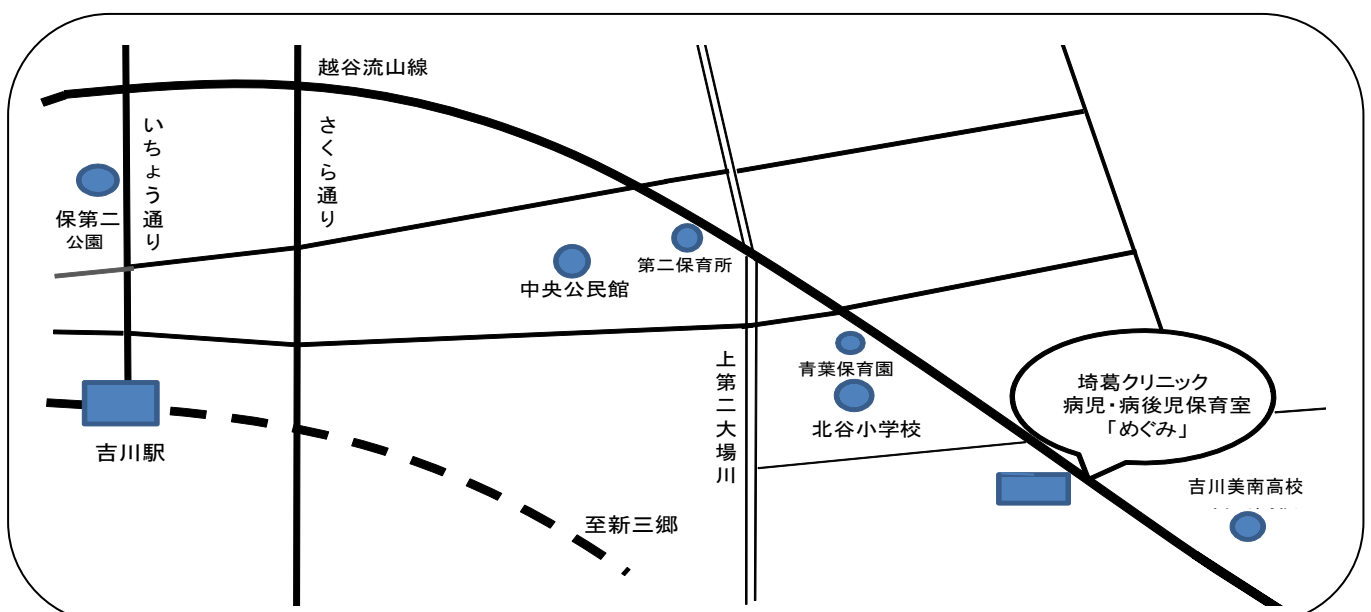 越谷流山線
いちょう通り
さくら通り
保第二
公園
第二保育所
中央公民館
上第二大場川
青葉保育園
北谷小学校
埼葛クリニック
病児・病後児保育室
「めぐみ」
吉川駅
吉川美南高校
至新三郷